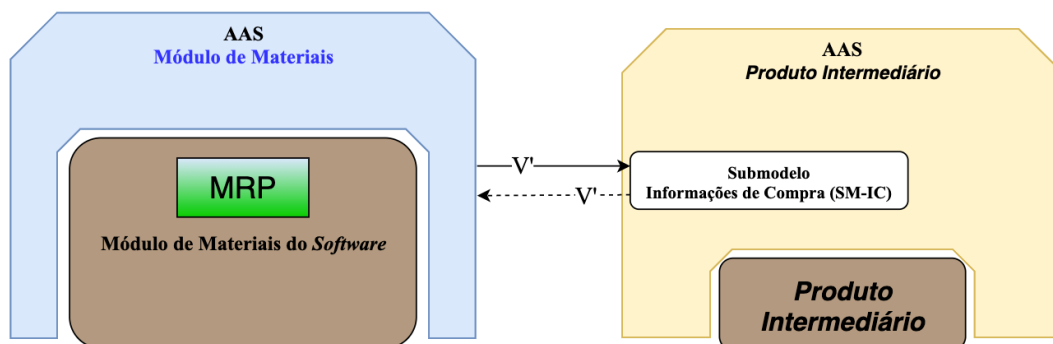 AAS
Módulo de Materiais
MRP
Módulo de Materiais do Software
V'
V'
AAS
Produto Intermediário
Submodelo
Informações de Compra (SM-IC)
Produto
Intermediário